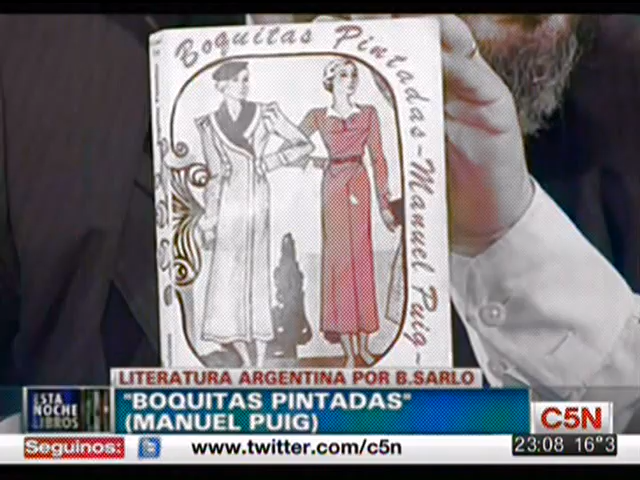 Boquitas Pintadas-Manuel Puig-
LITERATURA ARGENTINA POR B.SARLO
ESTA
NOCHE
LIBROS
"BOQUITAS PINTADAS"
(MANUEL PUIG)
C5N
Seguinos:
www.twitter.com/c5n
23:08 16°3